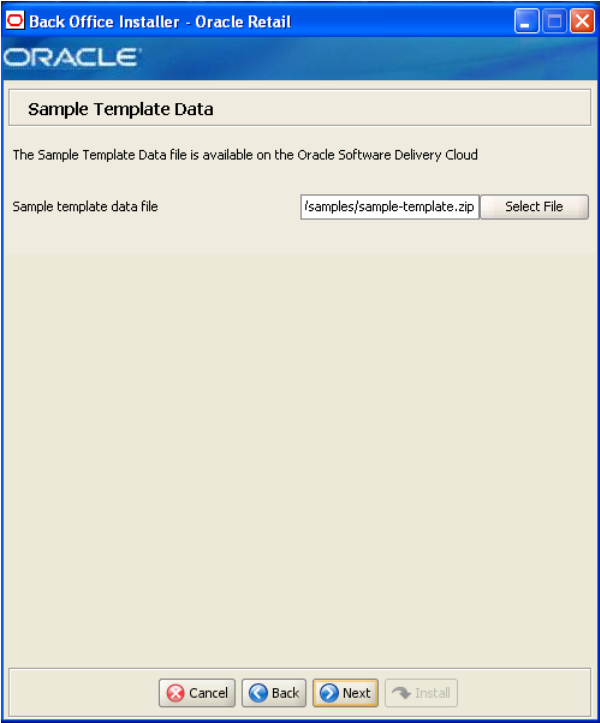 Back Office Installer - Oracle Retail
ORACLE
Sample Template Data
The Sample Template Data file is available on the Oracle Software Delivery Cloud
Sample template data file /samples/sample-template.zip Select File
Cancel Back Next Install